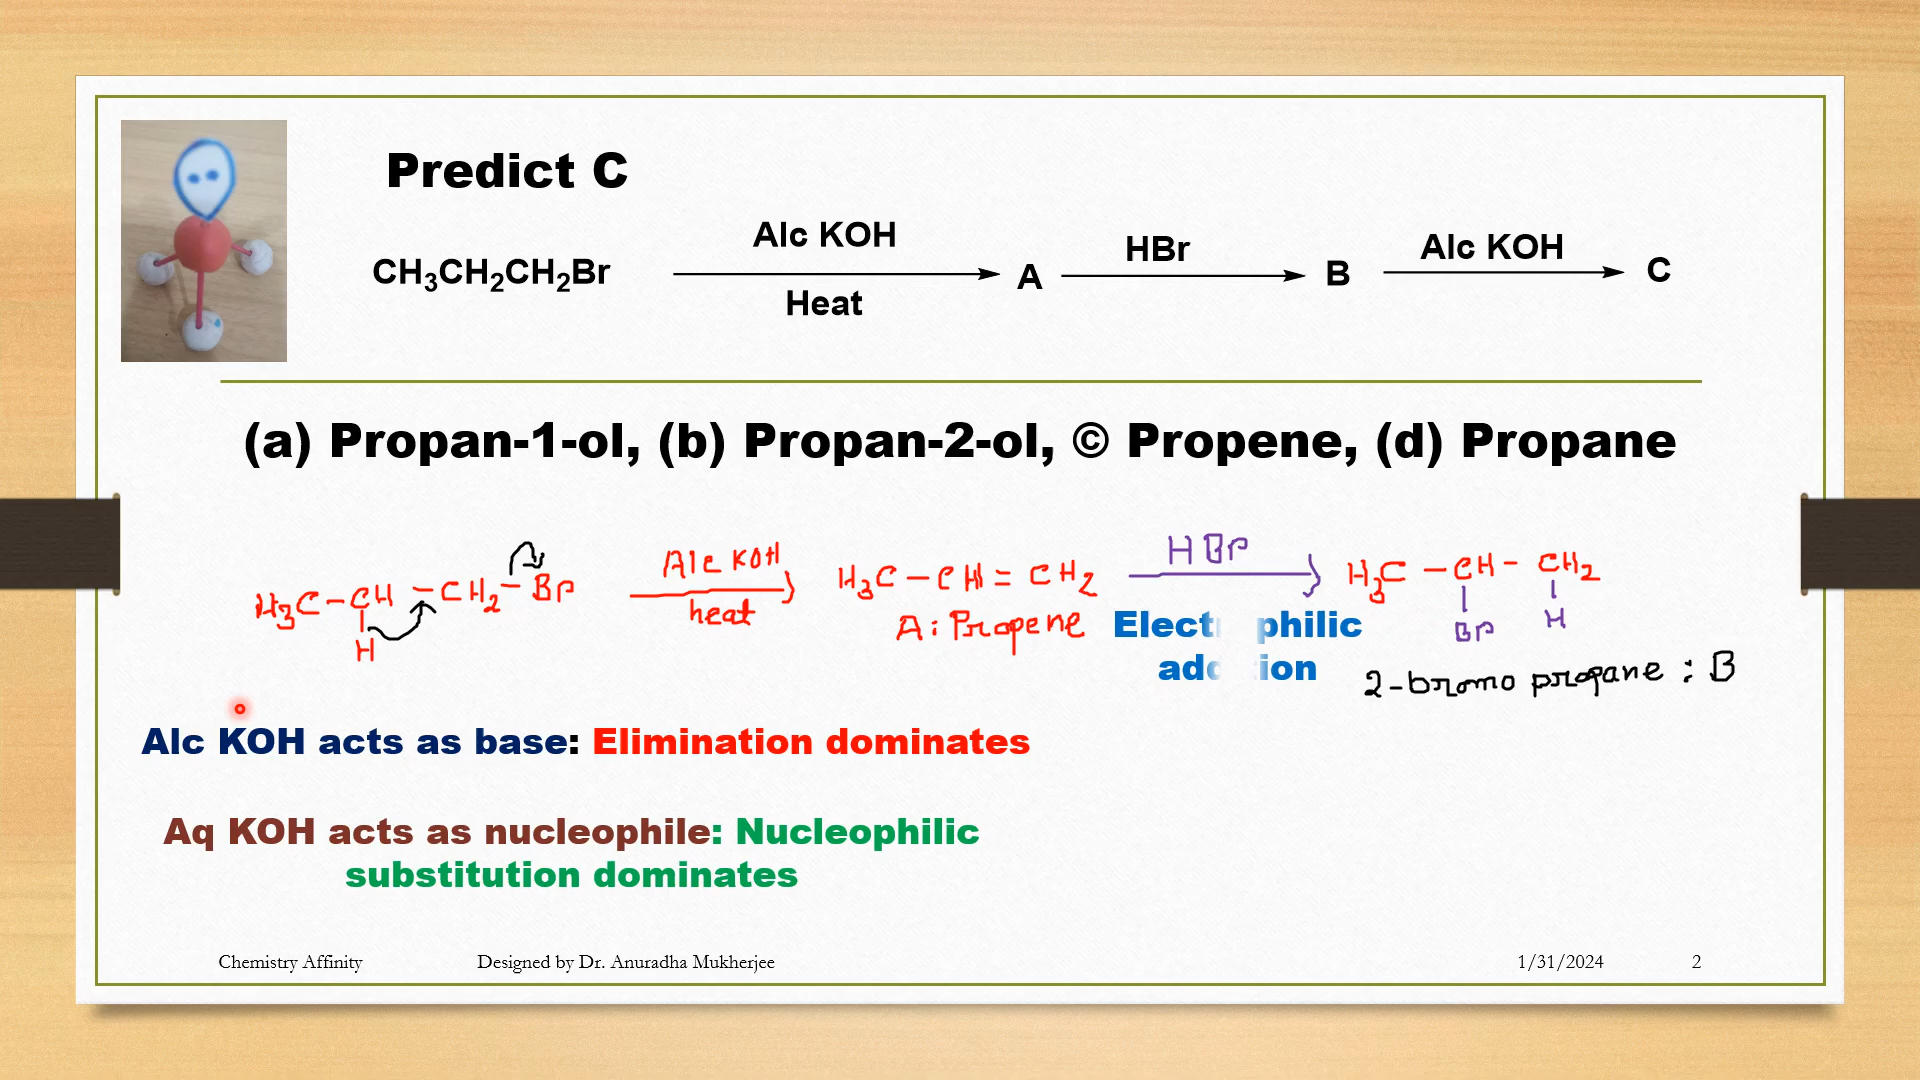 Predict C
CH₃CH₂CH₂Br Alc KOH Heat A HBr B Alc KOH C
(a) Propan-1-ol, (b) Propan-2-ol, © Propene, (d) Propane
H₃C – CH – CH₂ – Br Alc KOH heat H₃C – CH = CH₂ HBr H₃C – CH – CH₂
H Br H
A : Propene
Electrophilic
addition
2-bromo propane : B
Alc KOH acts as base: Elimination dominates
Aq KOH acts as nucleophile: Nucleophilic
substitution dominates
Chemistry Affinity Designed by Dr. Anuradha Mukherjee 1/31/2024 2